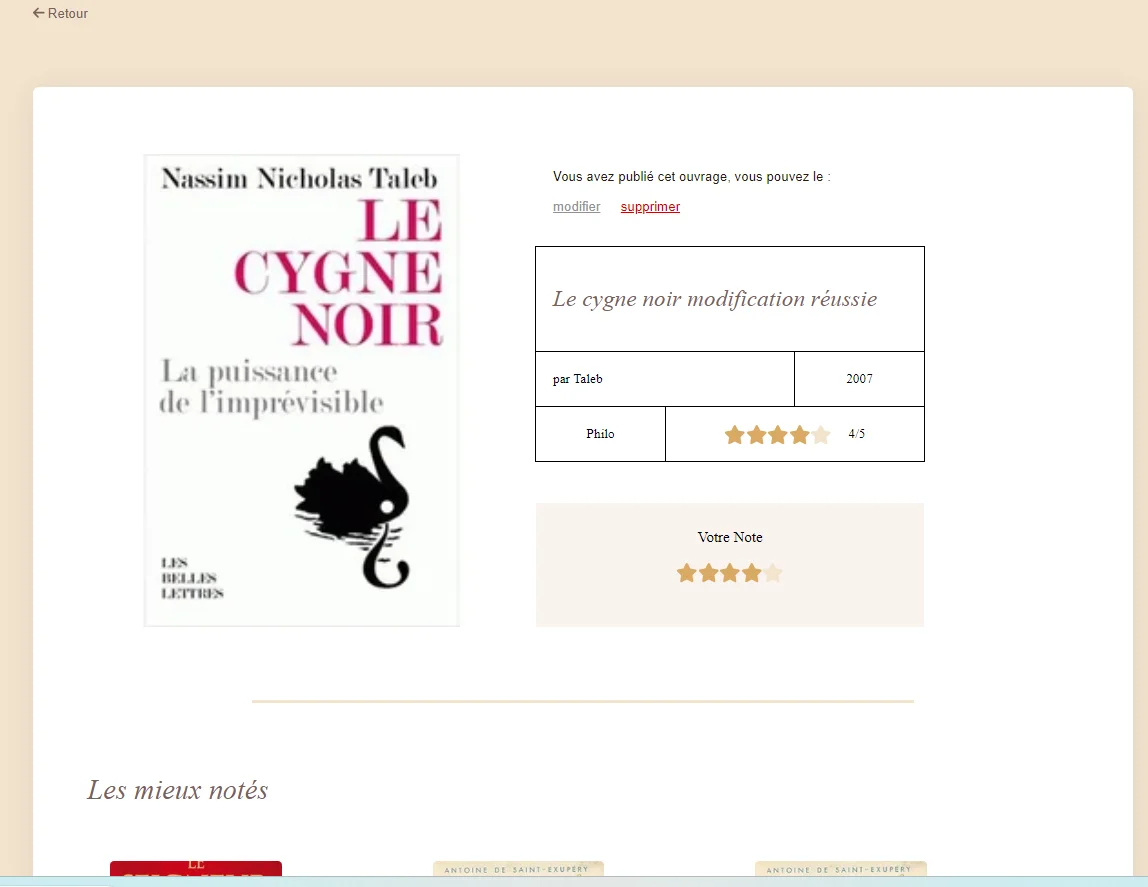 Retour
Nassim Nicholas Taleb
LE
CYGNE
NOIR
La puissance
de l'imprévisible
LES
BELLES
LETTRES
Vous avez publié cet ouvrage, vous pouvez le :
modifier supprimer
Le cygne noir modification réussie
par Taleb 2007
Philo 4/5
Votre Note
Les mieux notés
LE
ANTOINE DE SAINT-EXUPÉRY
ANTOINE DE SAINT-EXUPÉRY